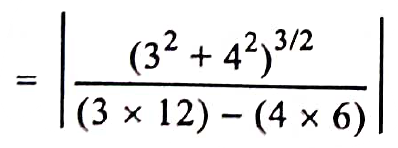 = | (3² + 4²)^{3/2} / (3 × 12) − (4 × 6) |